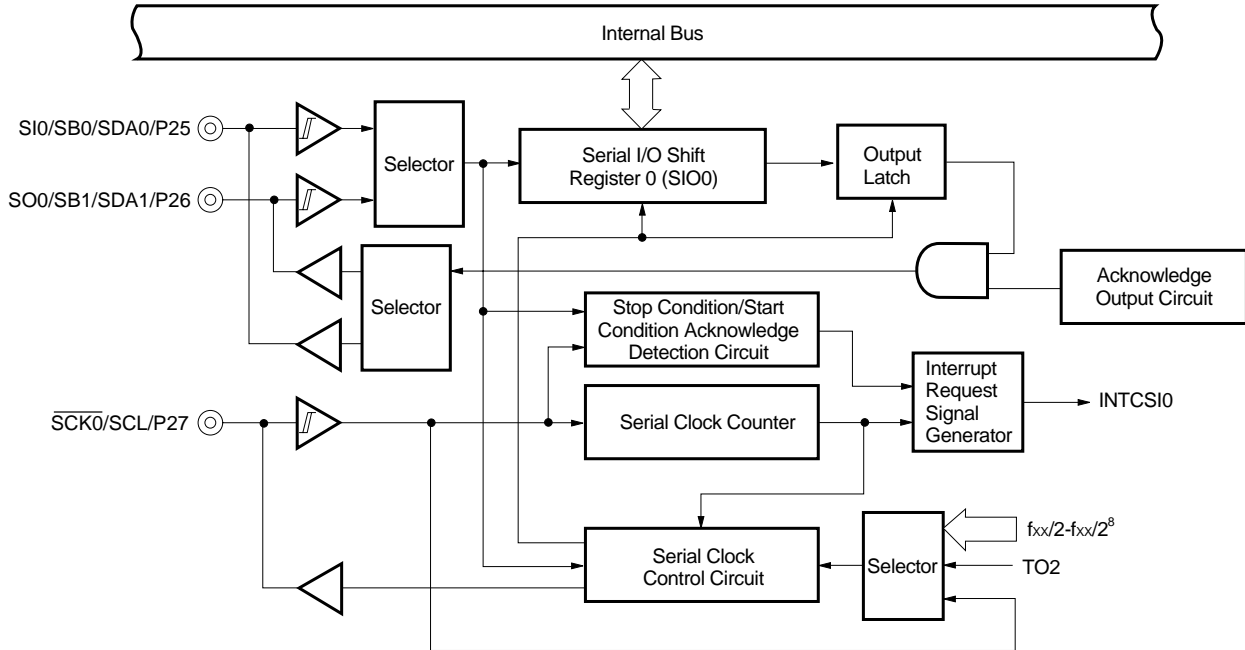 Internal Bus
SI0/SB0/SDA0/P25
Selector
Serial I/O Shift
Register 0 (SIO0)
Output
Latch
SO0/SB1/SDA1/P26
Selector
Acknowledge
Output Circuit
Stop Condition/Start
Condition Acknowledge
Detection Circuit
Interrupt
Request
Signal
Generator
INTCSI0
SCK0/SCL/P27
Serial Clock Counter
Serial Clock
Control Circuit
Selector
fxx/2-fxx/2⁸
TO2